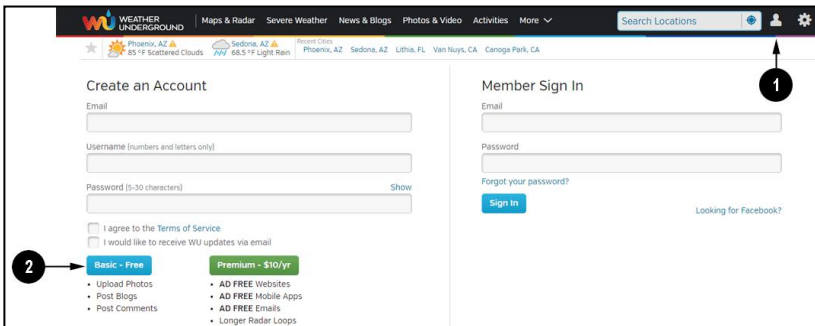 WEATHER UNDERGROUND Maps & Radar Severe Weather News & Blogs Photos & Video Activities More Search Locations
Phoenix, AZ
85 °F Scattered Clouds
Sedona, AZ
68.5 °F Light Rain
Recent Cities
Phoenix, AZ Sedona, AZ Lithia, FL Van Nuys, CA Canoga Park, CA
1
Create an Account
Email
Username (numbers and letters only)
Password (5-30 characters) Show
I agree to the Terms of Service
I would like to receive WU updates via email
2
Basic - Free
• Upload Photos
• Post Blogs
• Post Comments
Premium - $10/yr
• AD FREE Websites
• AD FREE Mobile Apps
• AD FREE Emails
• Longer Radar Loops
Member Sign In
Email
Password
Forgot your password?
Sign In
Looking for Facebook?